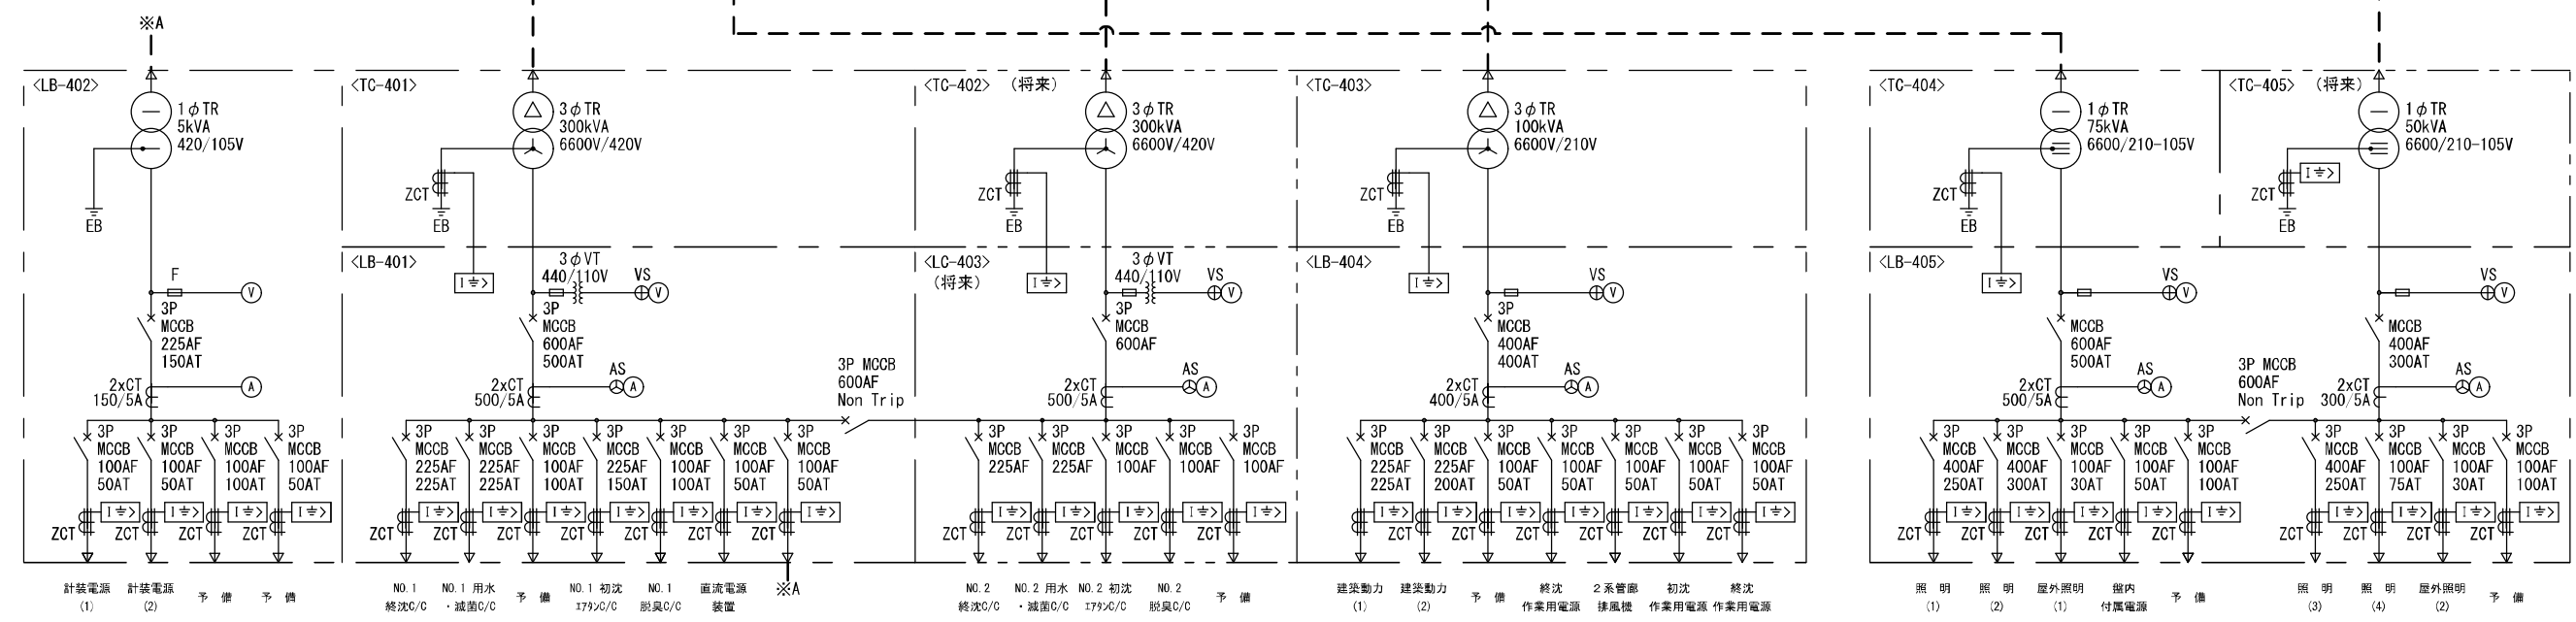 ※A
<LB-402>
1φTR
5kVA
420/105V
EB
F
V
3P
MCCB
225AF
150AT
2xCT
150/5A
A
3P
MCCB
100AF
50AT
3P
MCCB
100AF
50AT
3P
MCCB
100AF
100AT
3P
MCCB
100AF
50AT
I⏚>
I⏚>
I⏚>
I⏚>
ZCT
ZCT
ZCT
ZCT
計装電源
(1)
計装電源
(2)
予備
予備
<TC-401>
3φTR
300kVA
6600V/420V
ZCT
EB
<LB-401>
I⏚>
3φVT
440/110V
VS
V
3P
MCCB
600AF
500AT
2xCT
500/5A
AS
A
3P MCCB
600AF
Non Trip
3P
MCCB
225AF
225AT
3P
MCCB
225AF
225AT
3P
MCCB
100AF
100AT
3P
MCCB
225AF
150AT
3P
MCCB
100AF
100AT
3P
MCCB
100AF
50AT
3P
MCCB
100AF
50AT
I⏚>
I⏚>
I⏚>
I⏚>
I⏚>
I⏚>
I⏚>
ZCT
ZCT
ZCT
ZCT
ZCT
ZCT
ZCT
NO.1
終沈C/C
NO.1 用水
・滅菌C/C
予備
NO.1 初沈
エアタンC/C
NO.1
脱臭C/C
直流電源
装置
※A
<TC-402> (将来)
3φTR
300kVA
6600V/420V
ZCT
EB
<LC-403>
(将来)
I⏚>
3φVT
440/110V
VS
V
3P
MCCB
600AF
2xCT
500/5A
AS
A
3P
MCCB
225AF
3P
MCCB
225AF
3P
MCCB
100AF
3P
MCCB
100AF
3P
MCCB
100AF
I⏚>
I⏚>
I⏚>
I⏚>
I⏚>
ZCT
ZCT
ZCT
ZCT
ZCT
NO.2
終沈C/C
NO.2 用水
・滅菌C/C
NO.2 初沈
エアタンC/C
NO.2
脱臭C/C
予備
<TC-403>
3φTR
100kVA
6600V/210V
ZCT
EB
<LB-404>
I⏚>
VS
V
3P
MCCB
400AF
400AT
2xCT
400/5A
AS
A
3P
MCCB
225AF
225AT
3P
MCCB
225AF
200AT
3P
MCCB
100AF
50AT
3P
MCCB
100AF
50AT
3P
MCCB
100AF
50AT
3P
MCCB
100AF
50AT
3P
MCCB
100AF
50AT
I⏚>
I⏚>
I⏚>
I⏚>
I⏚>
I⏚>
I⏚>
ZCT
ZCT
ZCT
ZCT
ZCT
ZCT
ZCT
建築動力
(1)
建築動力
(2)
予備
終沈
作業用電源
2系管廊
排風機
初沈
作業用電源
終沈
作業用電源
<TC-404>
1φTR
75kVA
6600/210-105V
ZCT
EB
<LB-405>
I⏚>
VS
V
MCCB
600AF
500AT
2xCT
500/5A
AS
A
3P MCCB
600AF
Non Trip
3P
MCCB
400AF
250AT
3P
MCCB
400AF
300AT
3P
MCCB
100AF
30AT
3P
MCCB
100AF
50AT
3P
MCCB
100AF
100AT
I⏚>
I⏚>
I⏚>
I⏚>
I⏚>
ZCT
ZCT
ZCT
ZCT
ZCT
照明
(1)
照明
(2)
屋外照明
(1)
盤内
付属電源
予備
<TC-405> (将来)
1φTR
50kVA
6600/210-105V
I⏚>
ZCT
EB
VS
V
MCCB
400AF
300AT
2xCT
300/5A
AS
A
3P
MCCB
400AF
250AT
3P
MCCB
100AF
75AT
3P
MCCB
100AF
30AT
3P
MCCB
100AF
100AT
I⏚>
I⏚>
I⏚>
I⏚>
ZCT
ZCT
ZCT
ZCT
照明
(3)
照明
(4)
屋外照明
(2)
予備